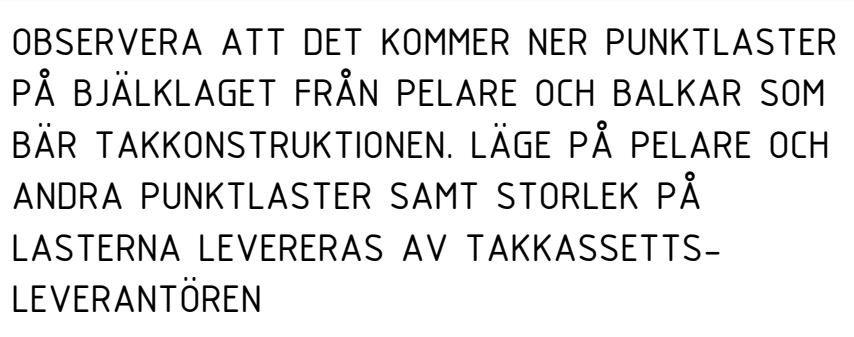 OBSERVERA ATT DET KOMMER NER PUNKTLASTER
PÅ BJÄLKLAGET FRÅN PELARE OCH BALKAR SOM
BÄR TAKKONSTRUKTIONEN. LÄGE PÅ PELARE OCH
ANDRA PUNKTLASTER SAMT STORLEK PÅ
LASTERNA LEVERERAS AV TAKKASSETTS-
LEVERANTÖREN